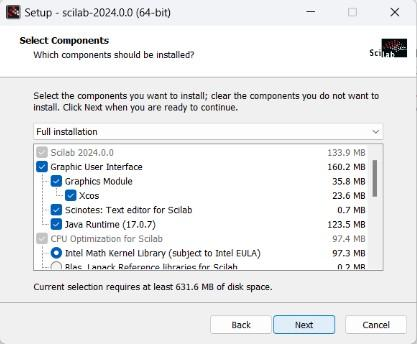 Setup - scilab-2024.0.0 (64-bit)
Select Components
Which components should be installed?
Scilab
Select the components you want to install; clear the components you do not want to
install. Click Next when you are ready to continue.
Full installation
Scilab 2024.0.0 133.9 MB
Graphic User Interface 160.2 MB
Graphics Module 35.8 MB
Xcos 23.6 MB
Scinotes: Text editor for Scilab 0.7 MB
Java Runtime (17.0.7) 123.5 MB
CPU Optimization for Scilab 97.4 MB
Intel Math Kernel Library (subject to Intel EULA) 97.3 MB
Blas, Lapack Reference libraries for Scilab 0.2 MB
Current selection requires at least 631.6 MB of disk space.
Back Next Cancel